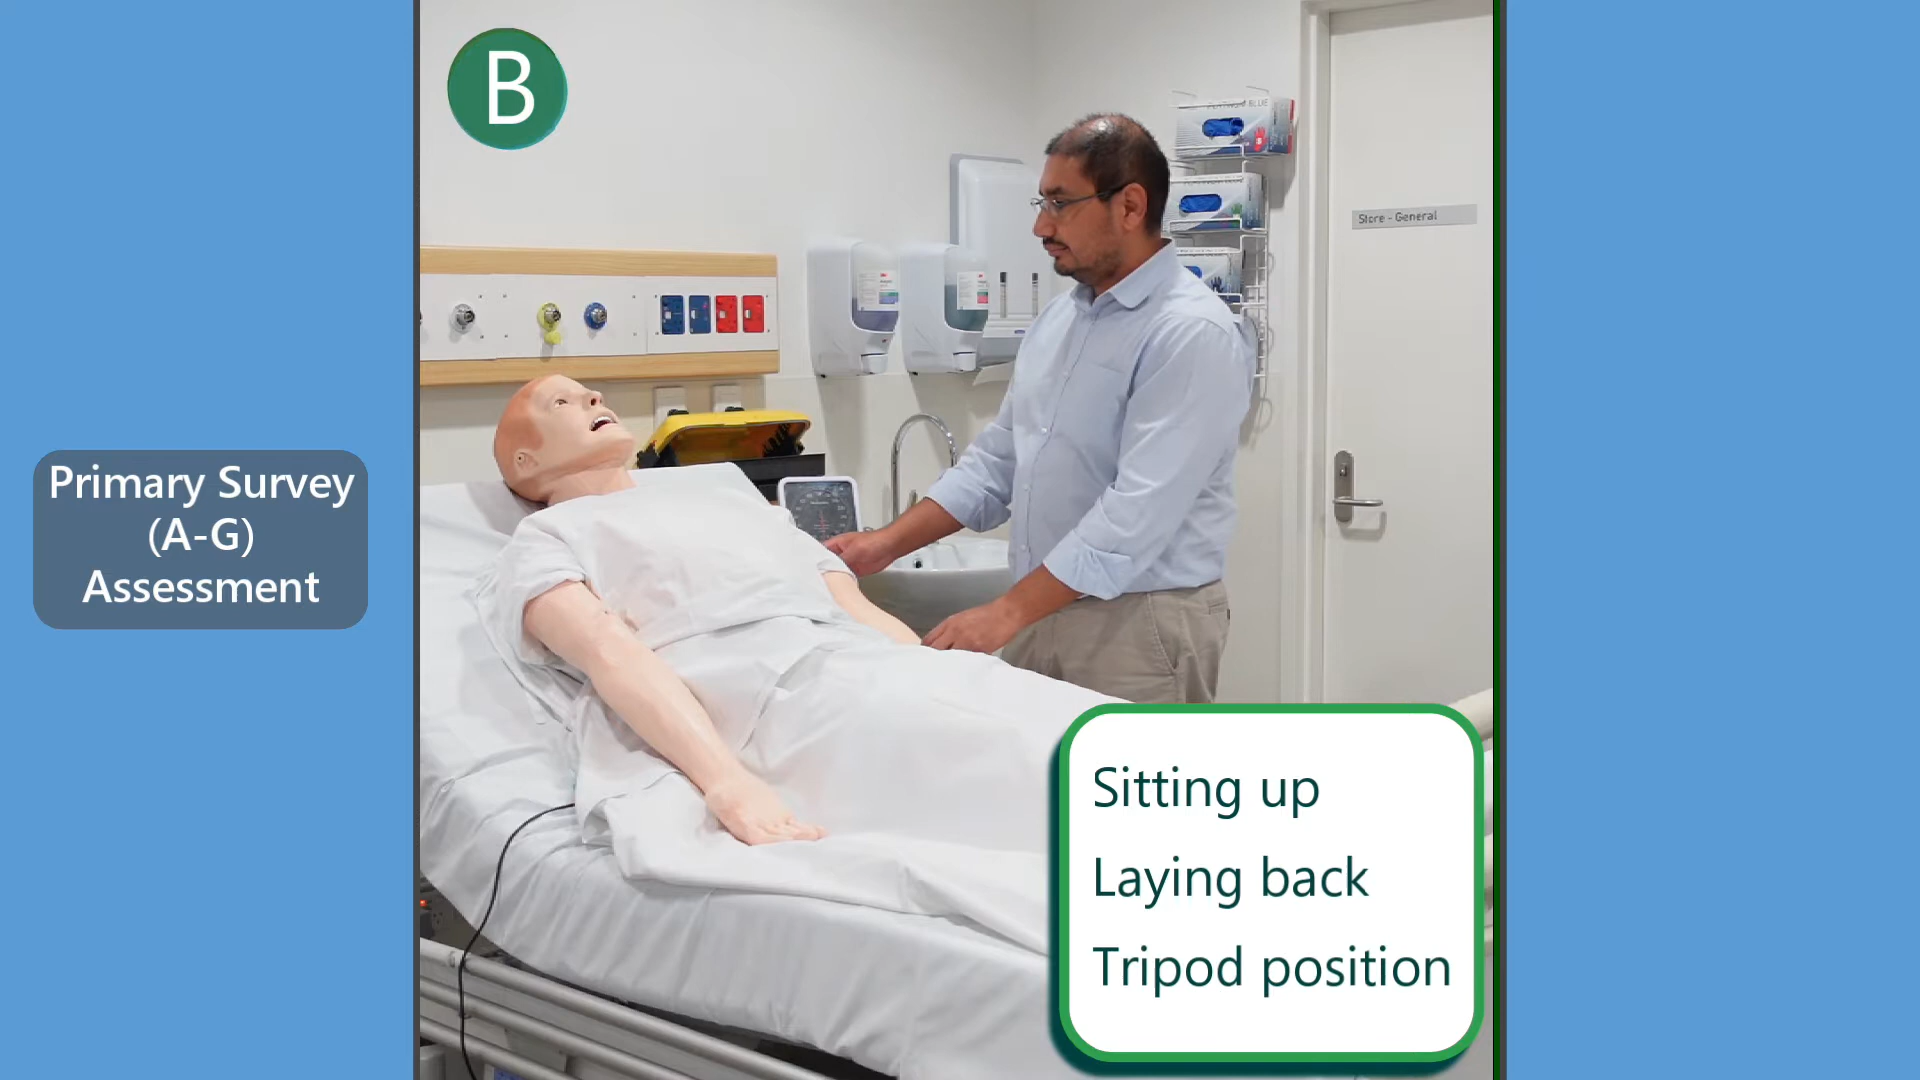 B
Store - General
Primary Survey
(A-G)
Assessment
Sitting up
Laying back
Tripod position